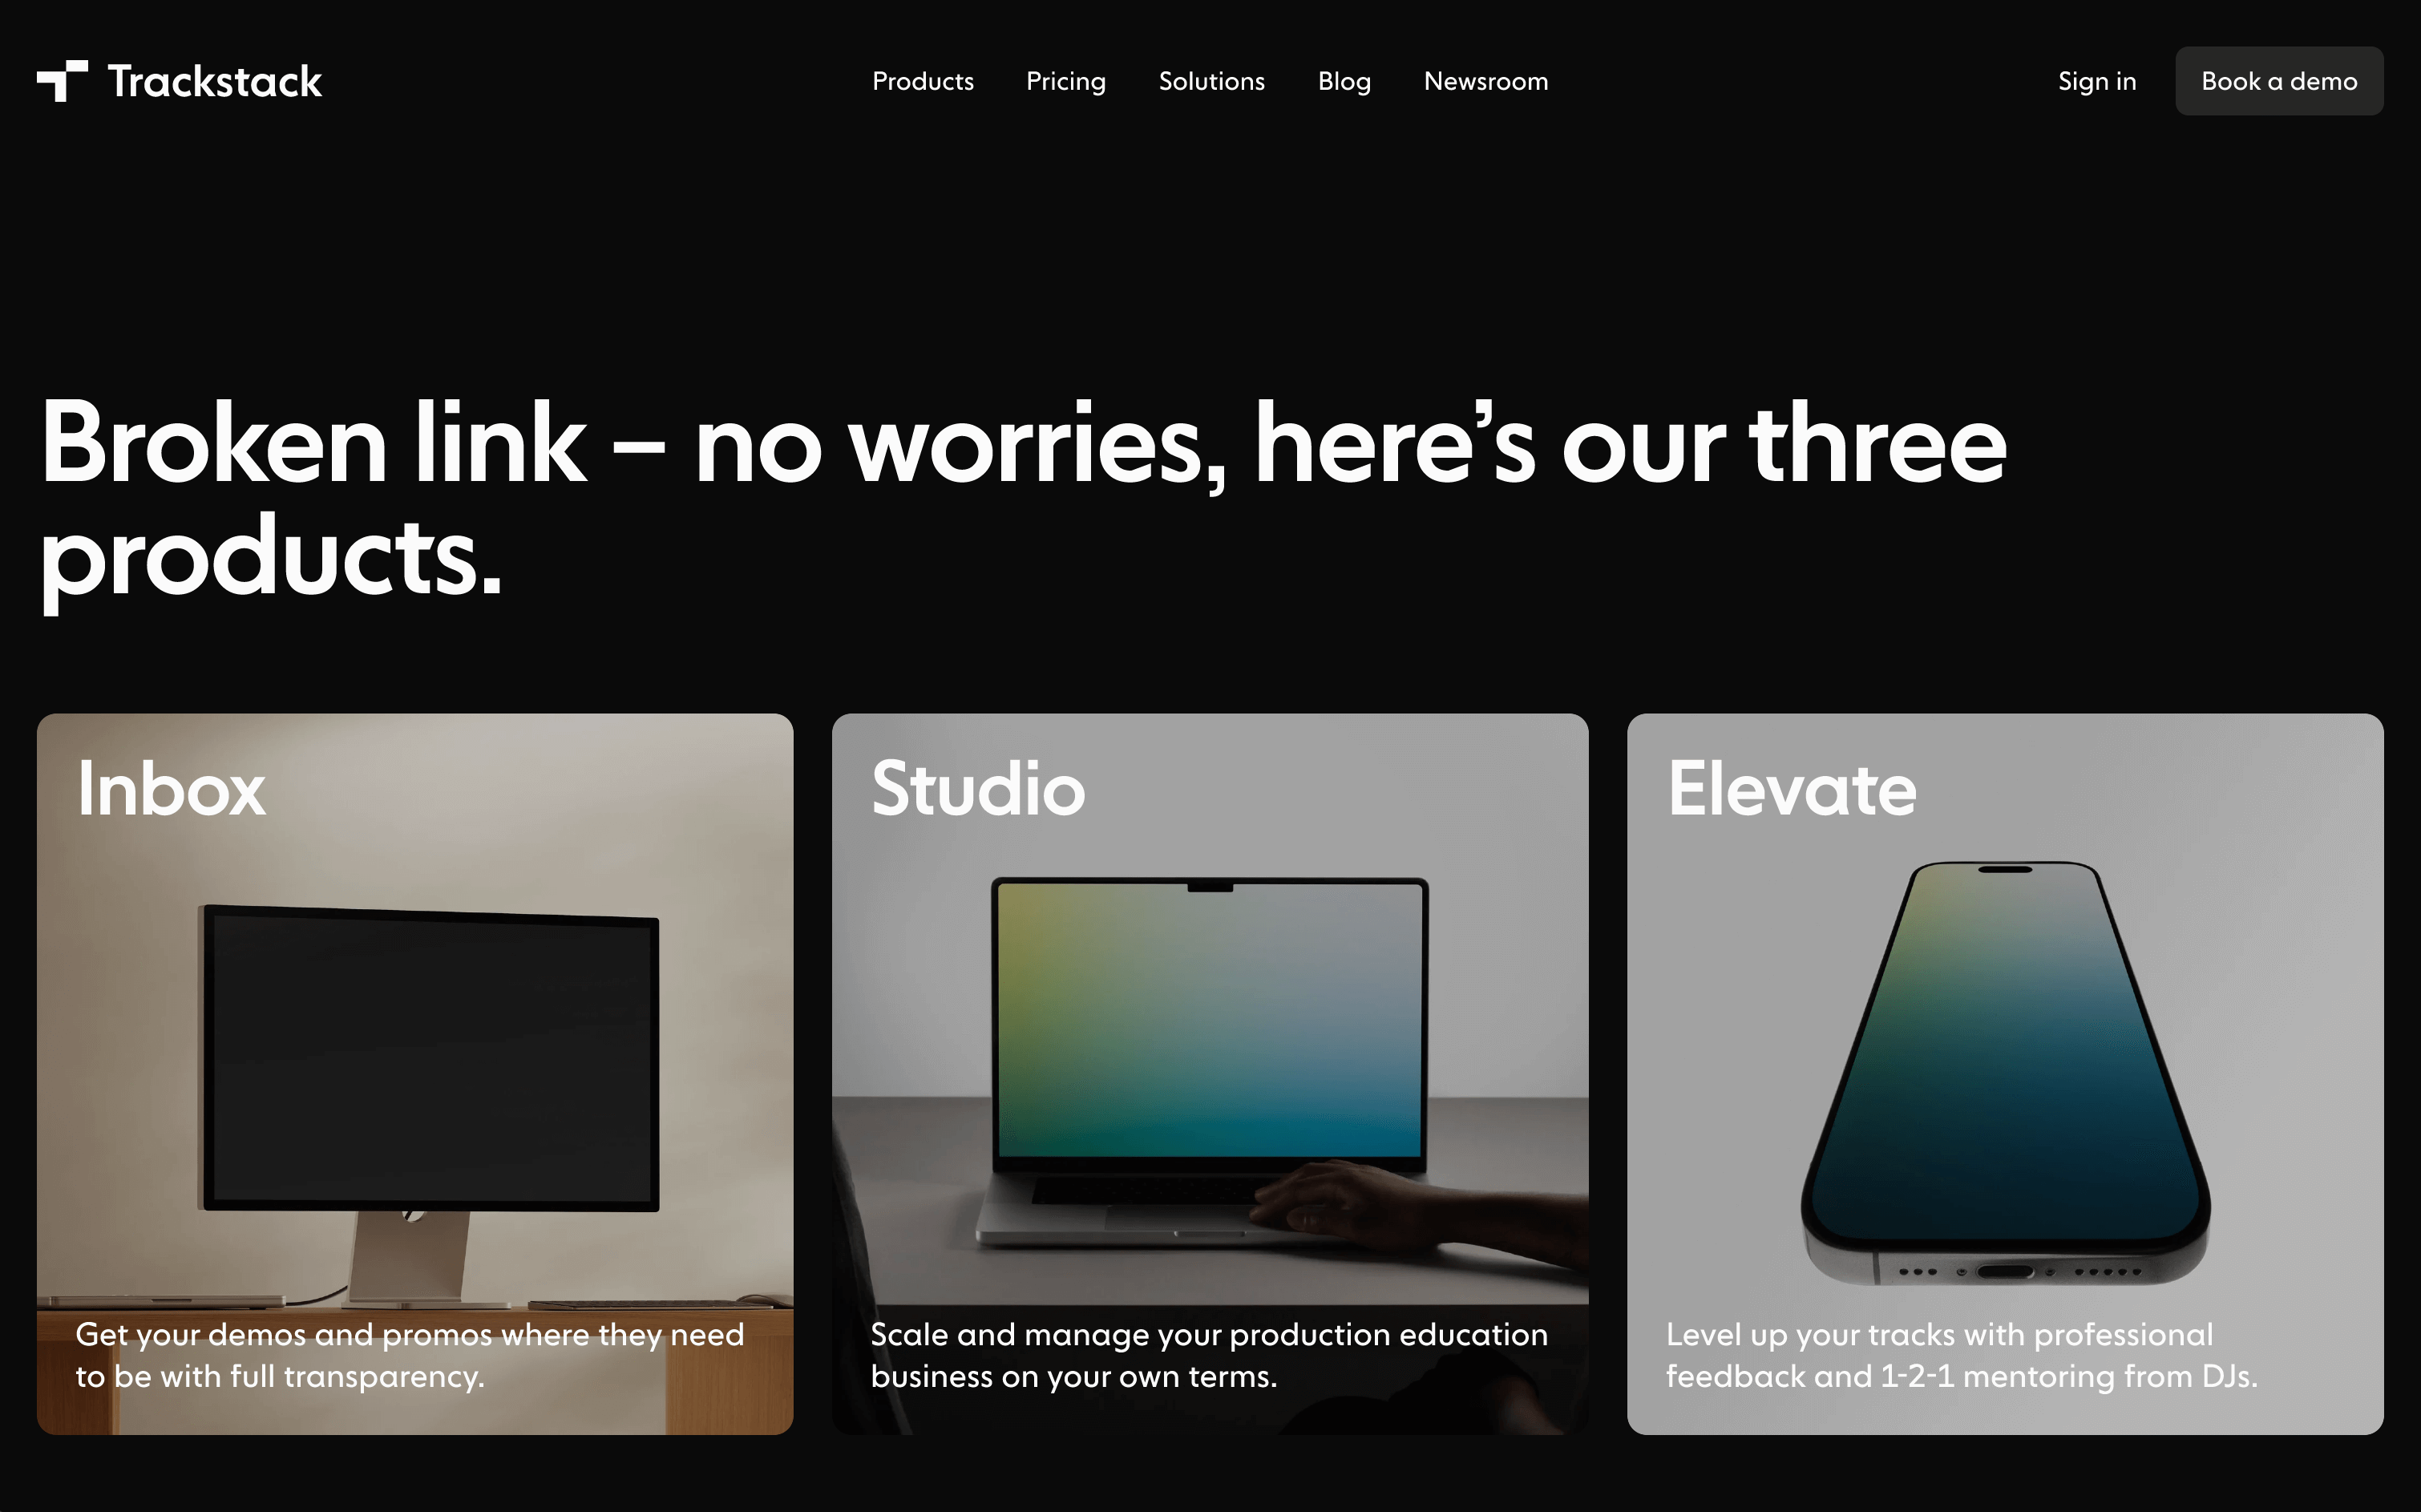 Trackstack
Products
Pricing
Solutions
Blog
Newsroom
Sign in
Book a demo
Broken link – no worries, here’s our three
products.
Inbox
Get your demos and promos where they need
to be with full transparency.
Studio
Scale and manage your production education
business on your own terms.
Elevate
Level up your tracks with professional
feedback and 1-2-1 mentoring from DJs.